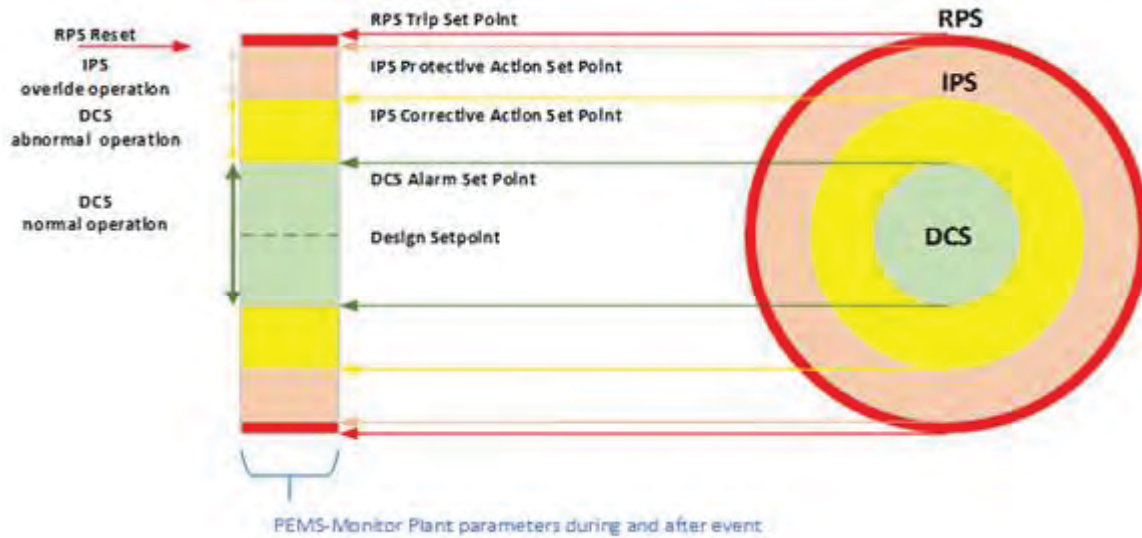 RPS Reset
IPS
overide operation
DCS
abnormal operation
DCS
normal operation
RPS Trip Set Point
IPS Protective Action Set Point
IPS Corrective Action Set Point
DCS Alarm Set Point
Design Setpoint
RPS
IPS
DCS
PEMS-Monitor Plant parameters during and after event